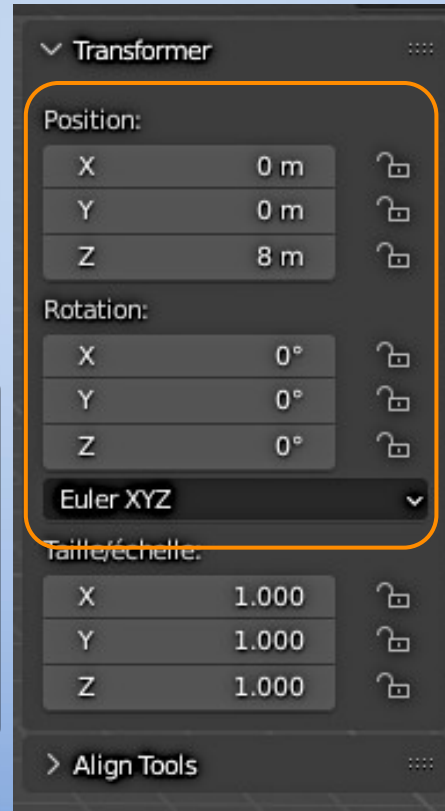 Transformer
Position:
X 0 m
Y 0 m
Z 8 m
Rotation:
X 0°
Y 0°
Z 0°
Euler XYZ
Taille/échelle:
X 1.000
Y 1.000
Z 1.000
Align Tools